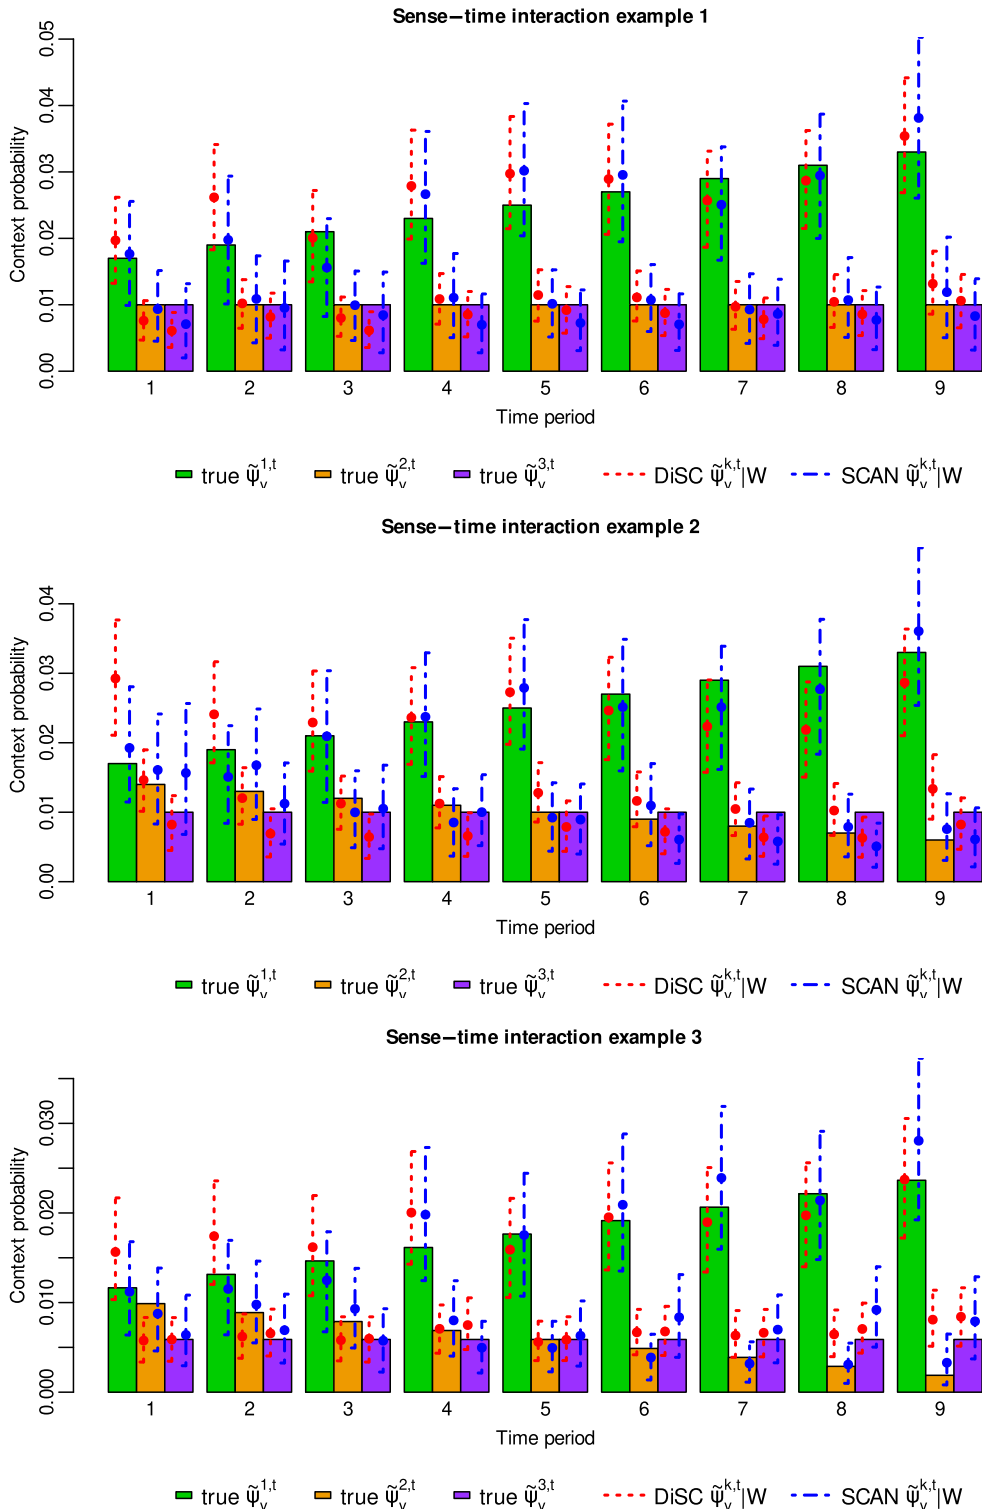 Sense−time interaction example 1
Context probability
0.05
0.04
0.03
0.02
0.01
0.00
1 2 3 4 5 6 7 8 9
Time period
true ψ̃ᵥ¹,ᵗ true ψ̃ᵥ²,ᵗ true ψ̃ᵥ³,ᵗ DiSC ψ̃ᵥᵏ,ᵗ|W SCAN ψ̃ᵥᵏ,ᵗ|W
Sense−time interaction example 2
Context probability
0.04
0.03
0.02
0.01
0.00
1 2 3 4 5 6 7 8 9
Time period
true ψ̃ᵥ¹,ᵗ true ψ̃ᵥ²,ᵗ true ψ̃ᵥ³,ᵗ DiSC ψ̃ᵥᵏ,ᵗ|W SCAN ψ̃ᵥᵏ,ᵗ|W
Sense−time interaction example 3
Context probability
0.030
0.020
0.010
0.000
1 2 3 4 5 6 7 8 9
Time period
true ψ̃ᵥ¹,ᵗ true ψ̃ᵥ²,ᵗ true ψ̃ᵥ³,ᵗ DiSC ψ̃ᵥᵏ,ᵗ|W SCAN ψ̃ᵥᵏ,ᵗ|W